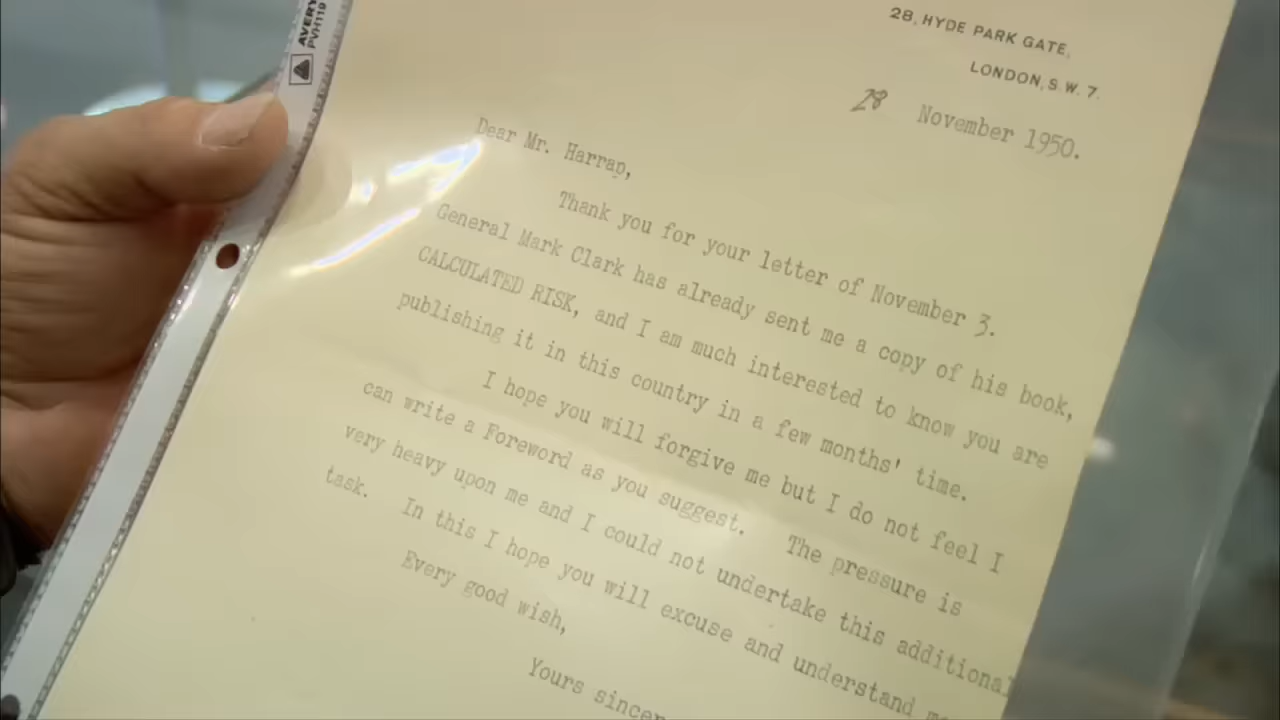 AVERY
PVH119
28, HYDE PARK GATE,
LONDON, S.W. 7.
28 November 1950.
Dear Mr. Harrap,
Thank you for your letter of November 3.
General Mark Clark has already sent me a copy of his book,
CALCULATED RISK, and I am much interested to know you are
publishing it in this country in a few months' time.
I hope you will forgive me but I do not feel I
can write a Foreword as you suggest. The pressure is
very heavy upon me and I could not undertake this additional
task. In this I hope you will excuse and understand
Every good wish,
Yours